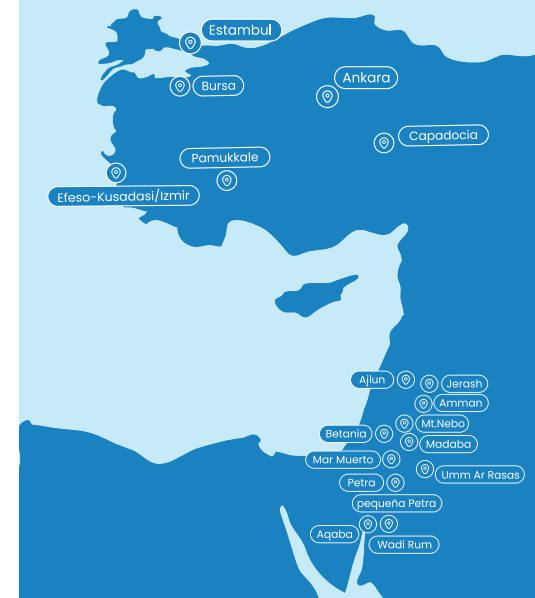 Estambul
Ankara
Bursa
Capadocia
Pamukkale
Efeso-Kusadasi/Izmir
Ajlun
Jerash
Amman
Mt.Nebo
Betania
Madaba
Mar Muerto
Umm Ar Rasas
Petra
pequeña Petra
Aqaba
Wadi Rum